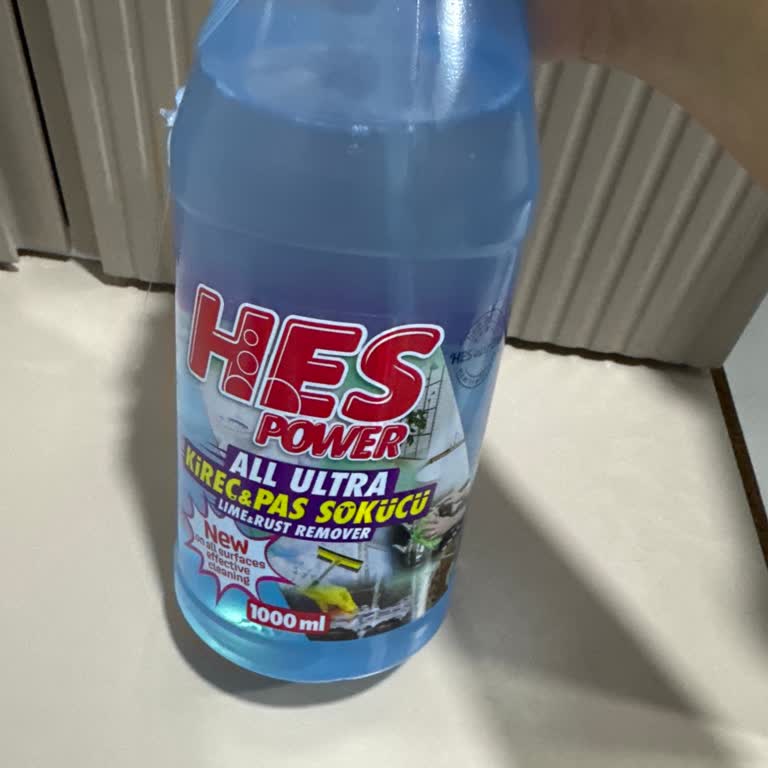 HES
POWER
ALL ULTRA
KİREÇ&PAS SÖKÜCÜ
LIME&RUST REMOVER
New
on all surfaces
effective
cleaning
1000 ml